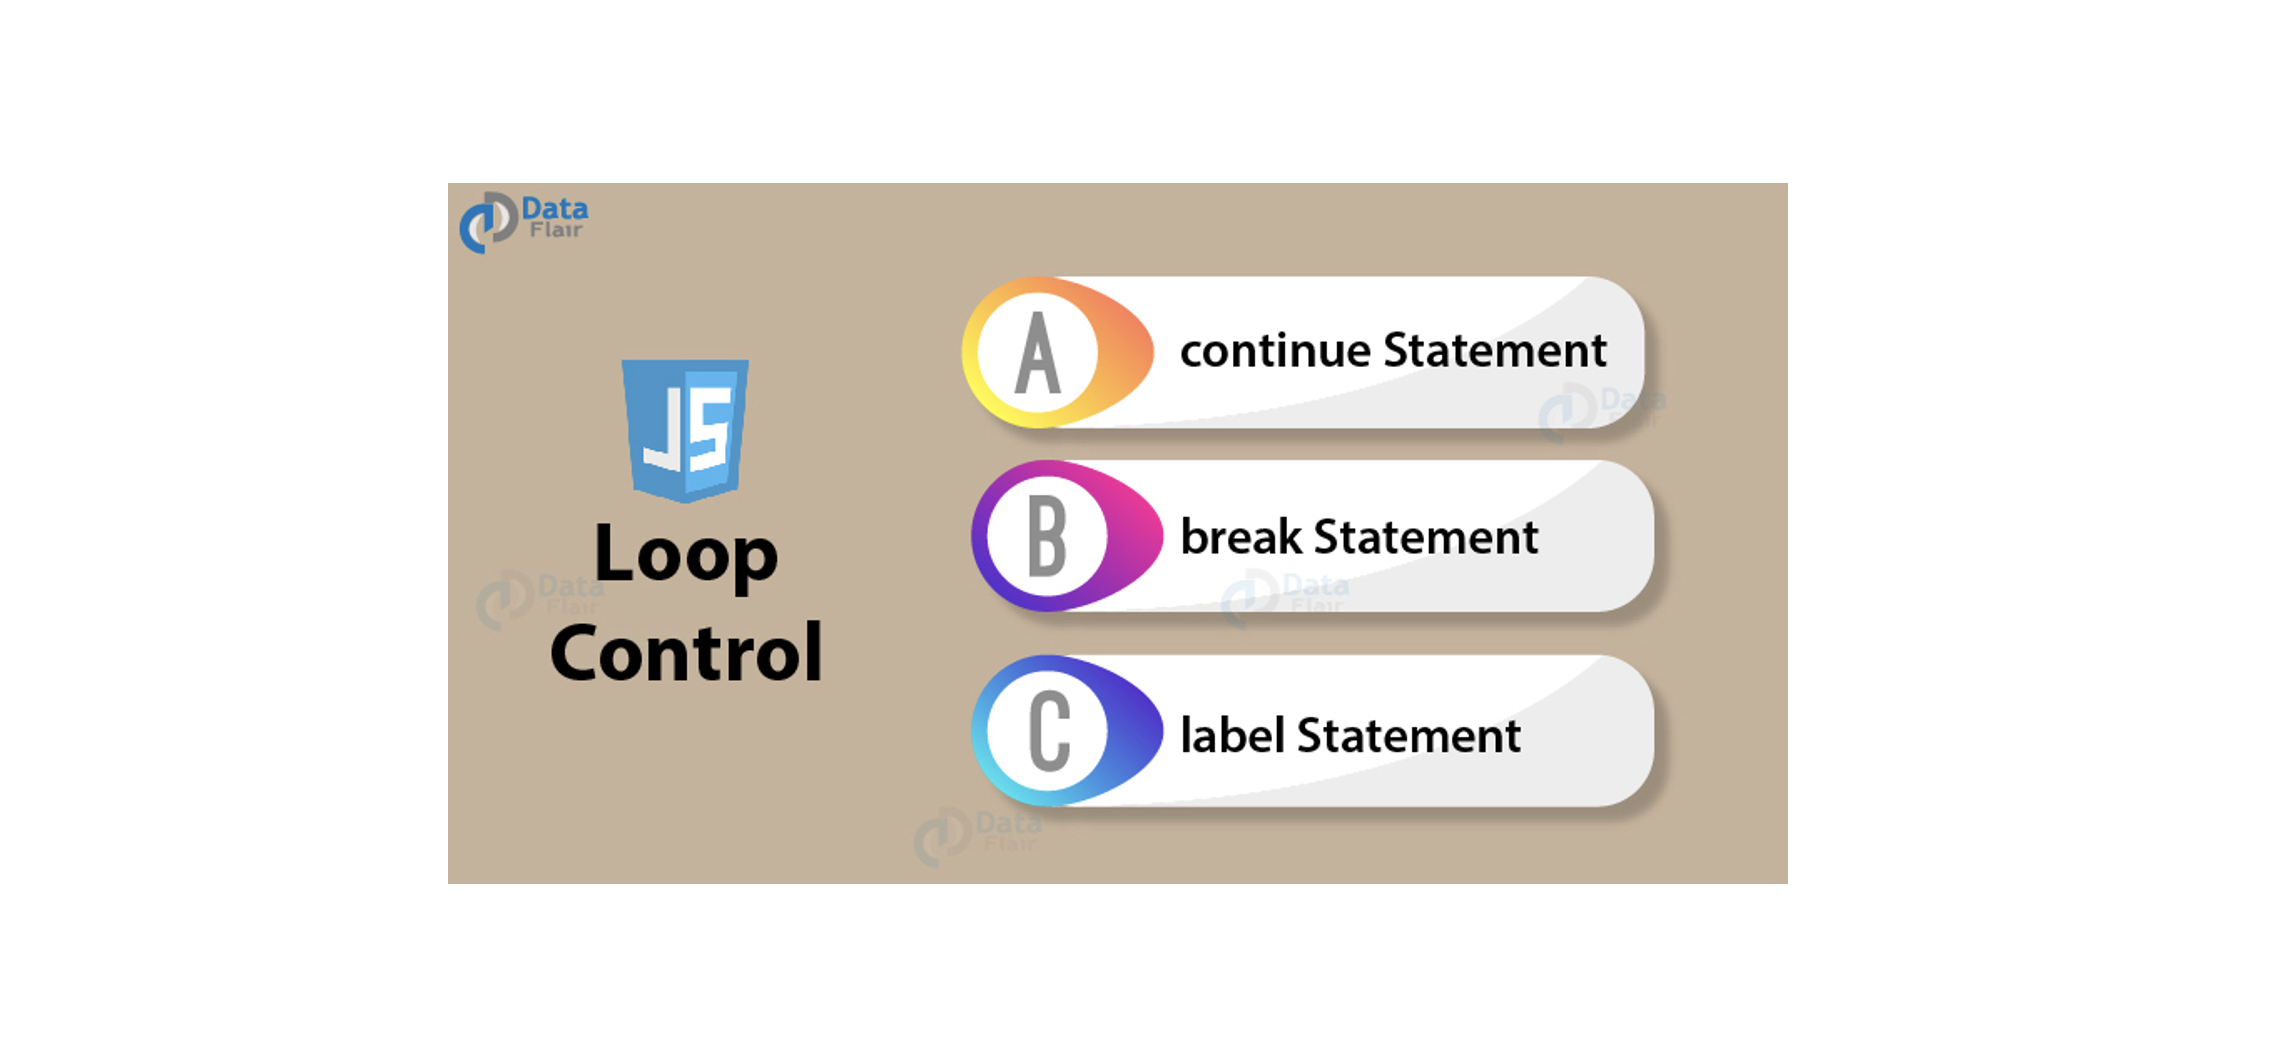 Data
Flair
JS
Loop
Control
A
continue Statement
B
break Statement
C
label Statement
Data
Flair
Data
Flair
Data
Flair
Data
Flair